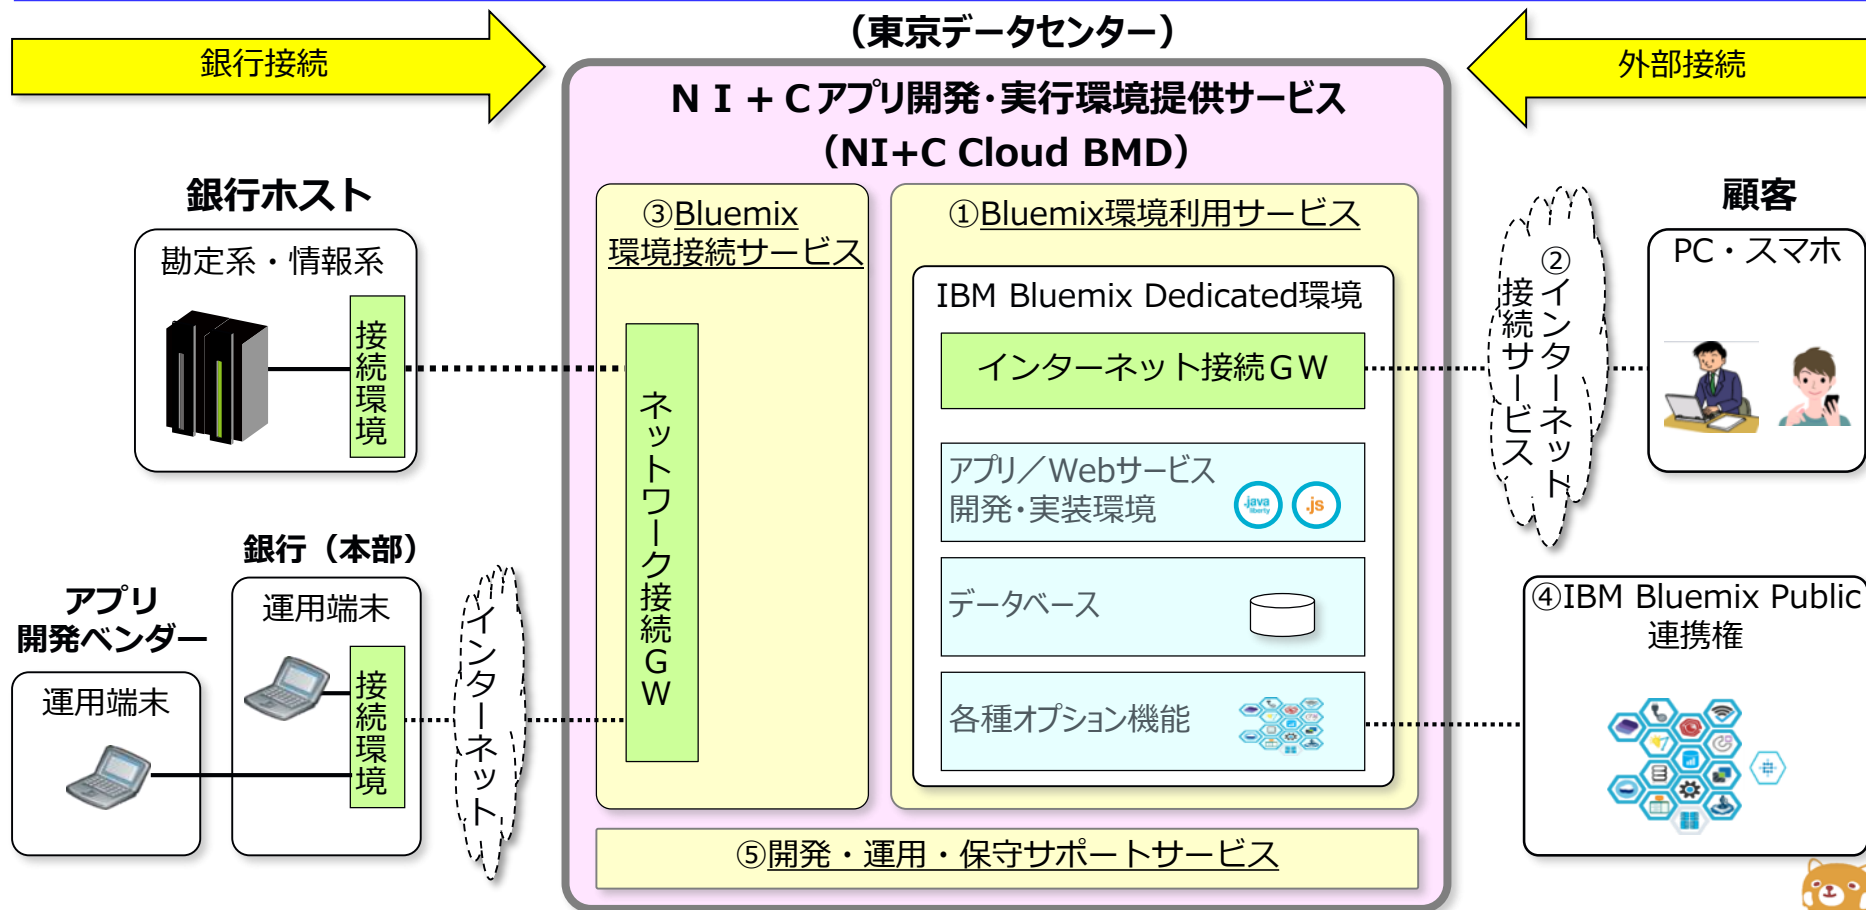 （東京データセンター）
銀行接続
外部接続
ＮＩ+Ｃアプリ開発・実行環境提供サービス
（NI+C Cloud BMD）
銀行ホスト
勘定系・情報系
接続環境
銀行（本部）
運用端末
接続環境
アプリ
開発ベンダー
運用端末
インターネット
③Bluemix
環境接続サービス
ネットワーク接続ＧＷ
①Bluemix環境利用サービス
IBM Bluemix Dedicated環境
インターネット接続ＧＷ
アプリ／Webサービス
開発・実装環境
.java
liberty
.js
データベース
各種オプション機能
⑤開発・運用・保守サポートサービス
②インターネット
接続サービス
顧客
PC・スマホ
④IBM Bluemix Public
連携権